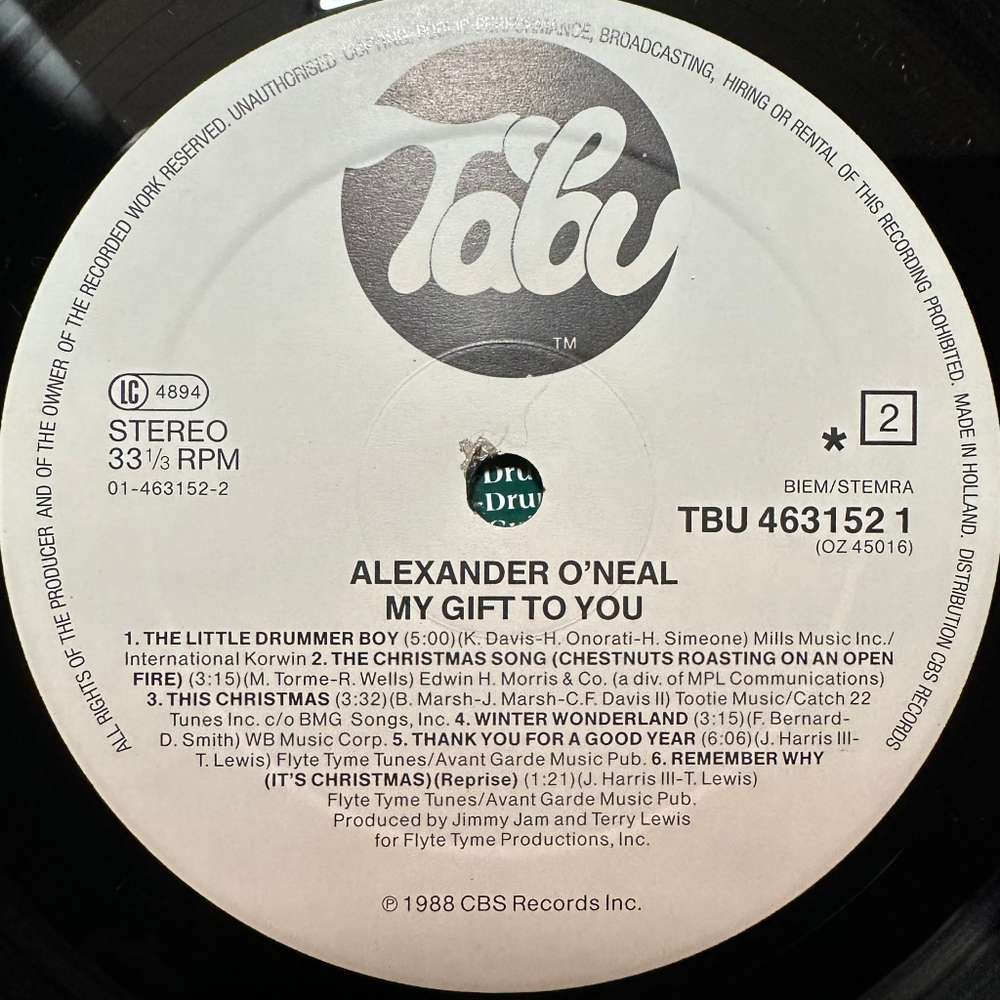 ALL RIGHTS OF THE PRODUCER AND OF THE OWNER OF THE RECORDED WORK RESERVED. UNAUTHORISED COPYING, PUBLIC PERFORMANCE, BROADCASTING, HIRING OR RENTAL OF THIS RECORDING PROHIBITED. MADE IN HOLLAND. DISTRIBUTION CBS RECORDS
Tabu
TM
LC 4894
STEREO
33 1/3 RPM
01-463152-2
2
*
BIEM/STEMRA
TBU 463152 1
(OZ 45016)
Dru
-Dru
ALEXANDER O'NEAL
MY GIFT TO YOU
1. THE LITTLE DRUMMER BOY (5:00)(K. Davis-H. Onorati-H. Simeone) Mills Music Inc./
International Korwin 2. THE CHRISTMAS SONG (CHESTNUTS ROASTING ON AN OPEN
FIRE) (3:15)(M. Torme-R. Wells) Edwin H. Morris & Co. (a div. of MPL Communications)
3. THIS CHRISTMAS (3:32)(B. Marsh-J. Marsh-C.F. Davis II) Tootie Music/Catch 22
Tunes Inc. c/o BMG Songs, Inc. 4. WINTER WONDERLAND (3:15)(F. Bernard-
D. Smith) WB Music Corp. 5. THANK YOU FOR A GOOD YEAR (6:06)(J. Harris III-
T. Lewis) Flyte Tyme Tunes/Avant Garde Music Pub. 6. REMEMBER WHY
(IT'S CHRISTMAS)(Reprise) (1:21)(J. Harris III-T. Lewis)
Flyte Tyme Tunes/Avant Garde Music Pub.
Produced by Jimmy Jam and Terry Lewis
for Flyte Tyme Productions, Inc.
℗ 1988 CBS Records Inc.